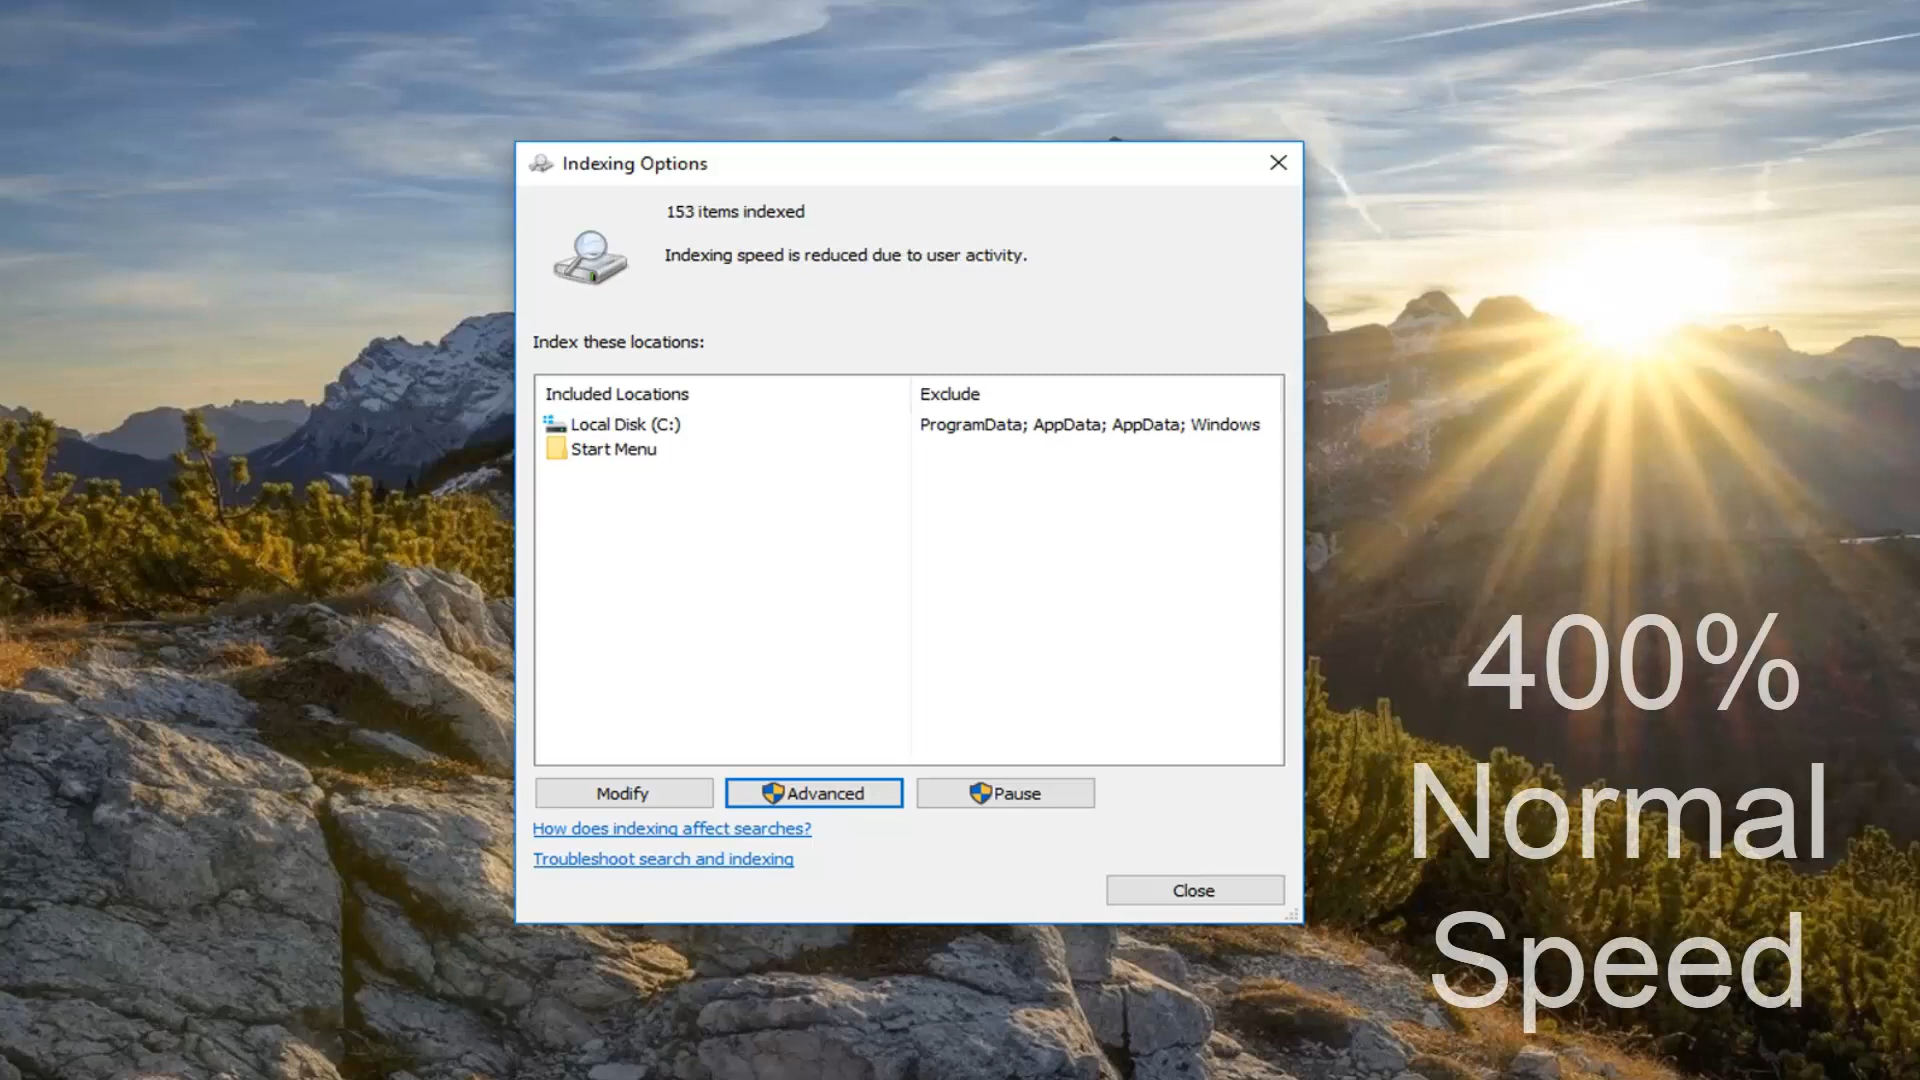 Indexing Options
153 items indexed
Indexing speed is reduced due to user activity.
Index these locations:
Included Locations
Exclude
Local Disk (C:)
ProgramData; AppData; AppData; Windows
Start Menu
Modify
Advanced
Pause
How does indexing affect searches?
Troubleshoot search and indexing
Close
400%
Normal
Speed